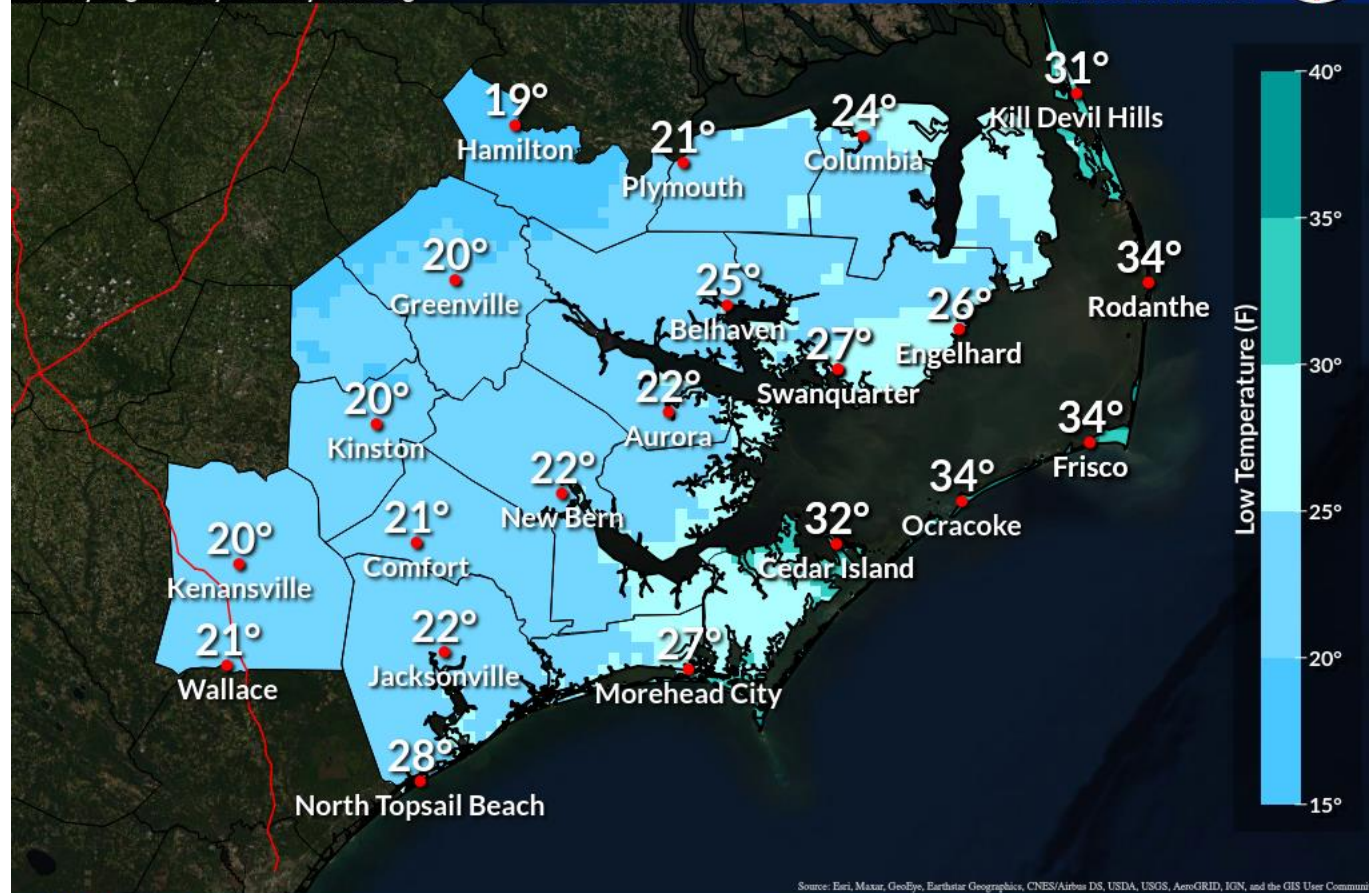 31°
Kill Devil Hills
19°
Hamilton
24°
Columbia
21°
Plymouth
20°
Greenville
34°
Rodanthe
25°
Belhaven
26°
Engelhard
27°
Swanquarter
20°
Kinston
22°
Aurora
34°
Frisco
22°
New Bern
34°
Ocracoke
21°
Comfort
32°
Cedar Island
20°
Kenansville
21°
Wallace
22°
Jacksonville
27°
Morehead City
28°
North Topsail Beach
40°
35°
30°
25°
20°
15°
Low Temperature (F)
Source: Esri, Maxar, GeoEye, Earthstar Geographics, CNES/Airbus DS, USDA, USGS, AeroGRID, IGN, and the GIS User